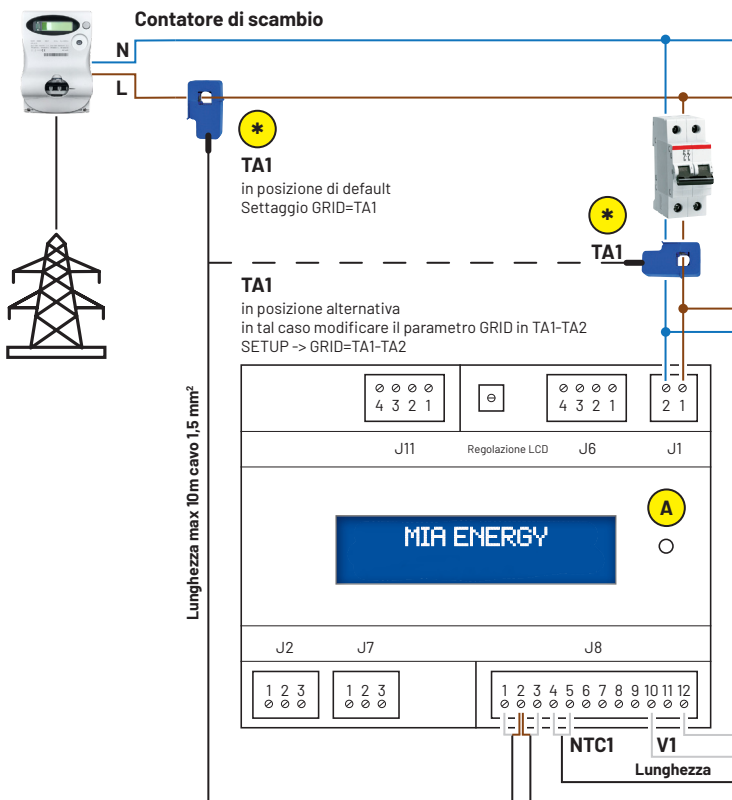 Contatore di scambio
N
L
*
TA1
in posizione di default
Settaggio GRID=TA1
*
TA1
TA1
in posizione alternativa
in tal caso modificare il parametro GRID in TA1-TA2
SETUP -> GRID=TA1-TA2
Lunghezza max 10m cavo 1,5 mm²
4 3 2 1
4 3 2 1
2 1
J11
Regolazione LCD
J6
J1
A
MIA ENERGY
J2
J7
J8
1 2 3
1 2 3
1 2 3 4 5 6 7 8 9 10 11 12
NTC1
V1
Lunghezza